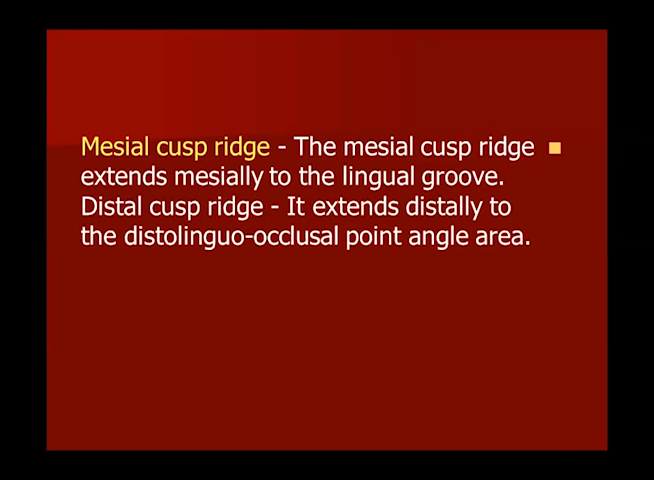 Mesial cusp ridge - The mesial cusp ridge
extends mesially to the lingual groove.
Distal cusp ridge - It extends distally to
the distolinguo-occlusal point angle area.